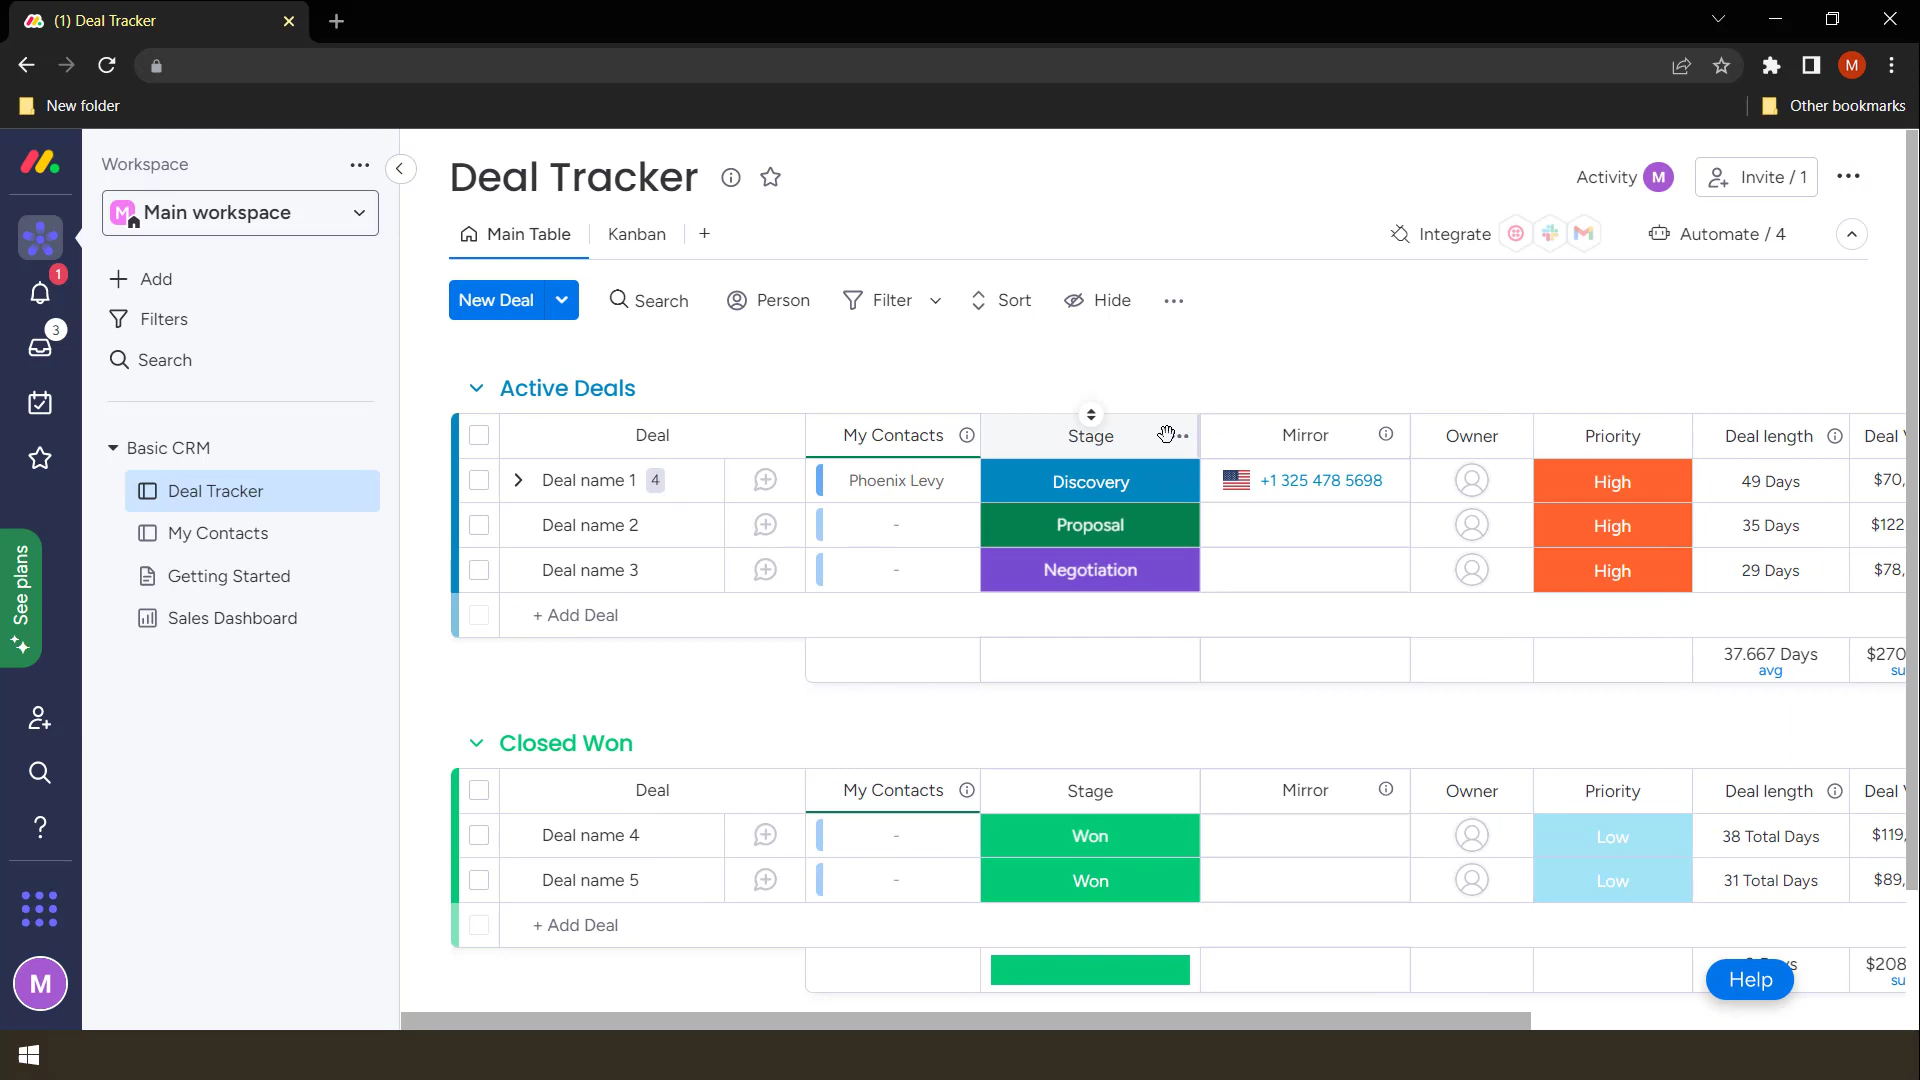 (1) Deal Tracker
M
New folder
Other bookmarks
Workspace
M Main workspace
Add
Filters
Search
Basic CRM
Deal Tracker
My Contacts
Getting Started
Sales Dashboard
1
3
See plans
?
M
Deal Tracker
Activity M
Invite / 1
Main Table
Kanban
+
Integrate
Automate / 4
New Deal
Search
Person
Filter
Sort
Hide
Active Deals
Deal My Contacts Stage Mirror Owner Priority Deal length Deal
Deal name 1 4 Phoenix Levy Discovery +1 325 478 5698 High 49 Days $70,
Deal name 2 - Proposal High 35 Days $122
Deal name 3 - Negotiation High 29 Days $78,
+ Add Deal
37.667 Days $270
avg su
Closed Won
Deal My Contacts Stage Mirror Owner Priority Deal length Deal
Deal name 4 - Won Low 38 Total Days $119,
Deal name 5 - Won Low 31 Total Days $89,
+ Add Deal
$208
su
Help